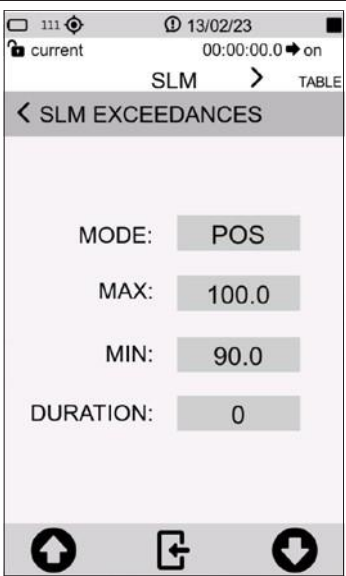 111 13/02/23
current 00:00:00.0 on
SLM > TABLE
< SLM EXCEEDANCES
MODE: POS
MAX: 100.0
MIN: 90.0
DURATION: 0